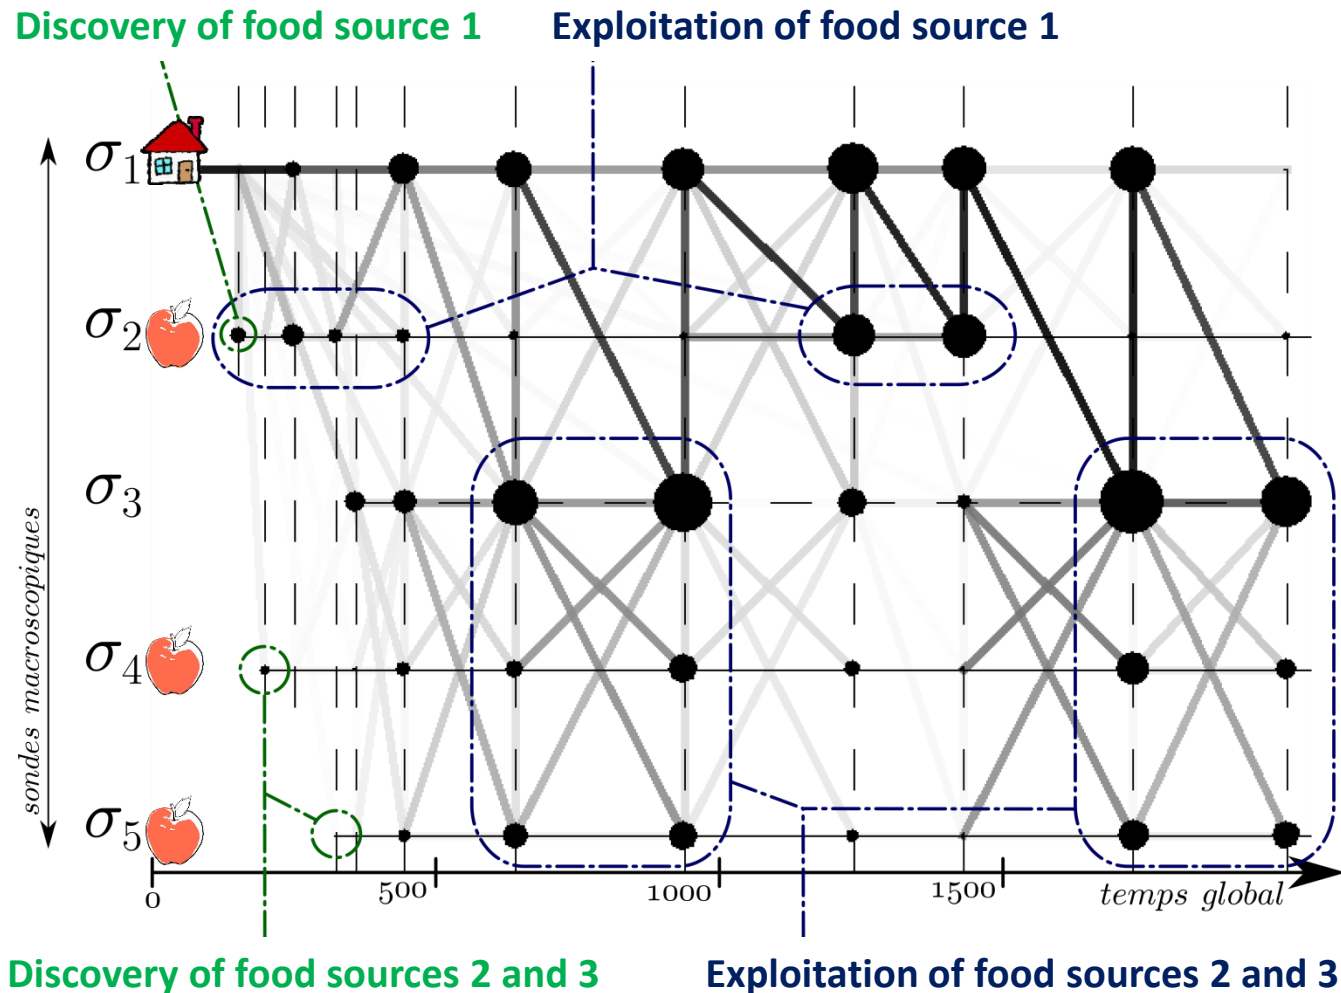 Discovery of food source 1
Exploitation of food source 1
σ1
σ2
σ3
σ4
σ5
sondes macroscopiques
0
500
1000
1500
temps global
Discovery of food sources 2 and 3
Exploitation of food sources 2 and 3